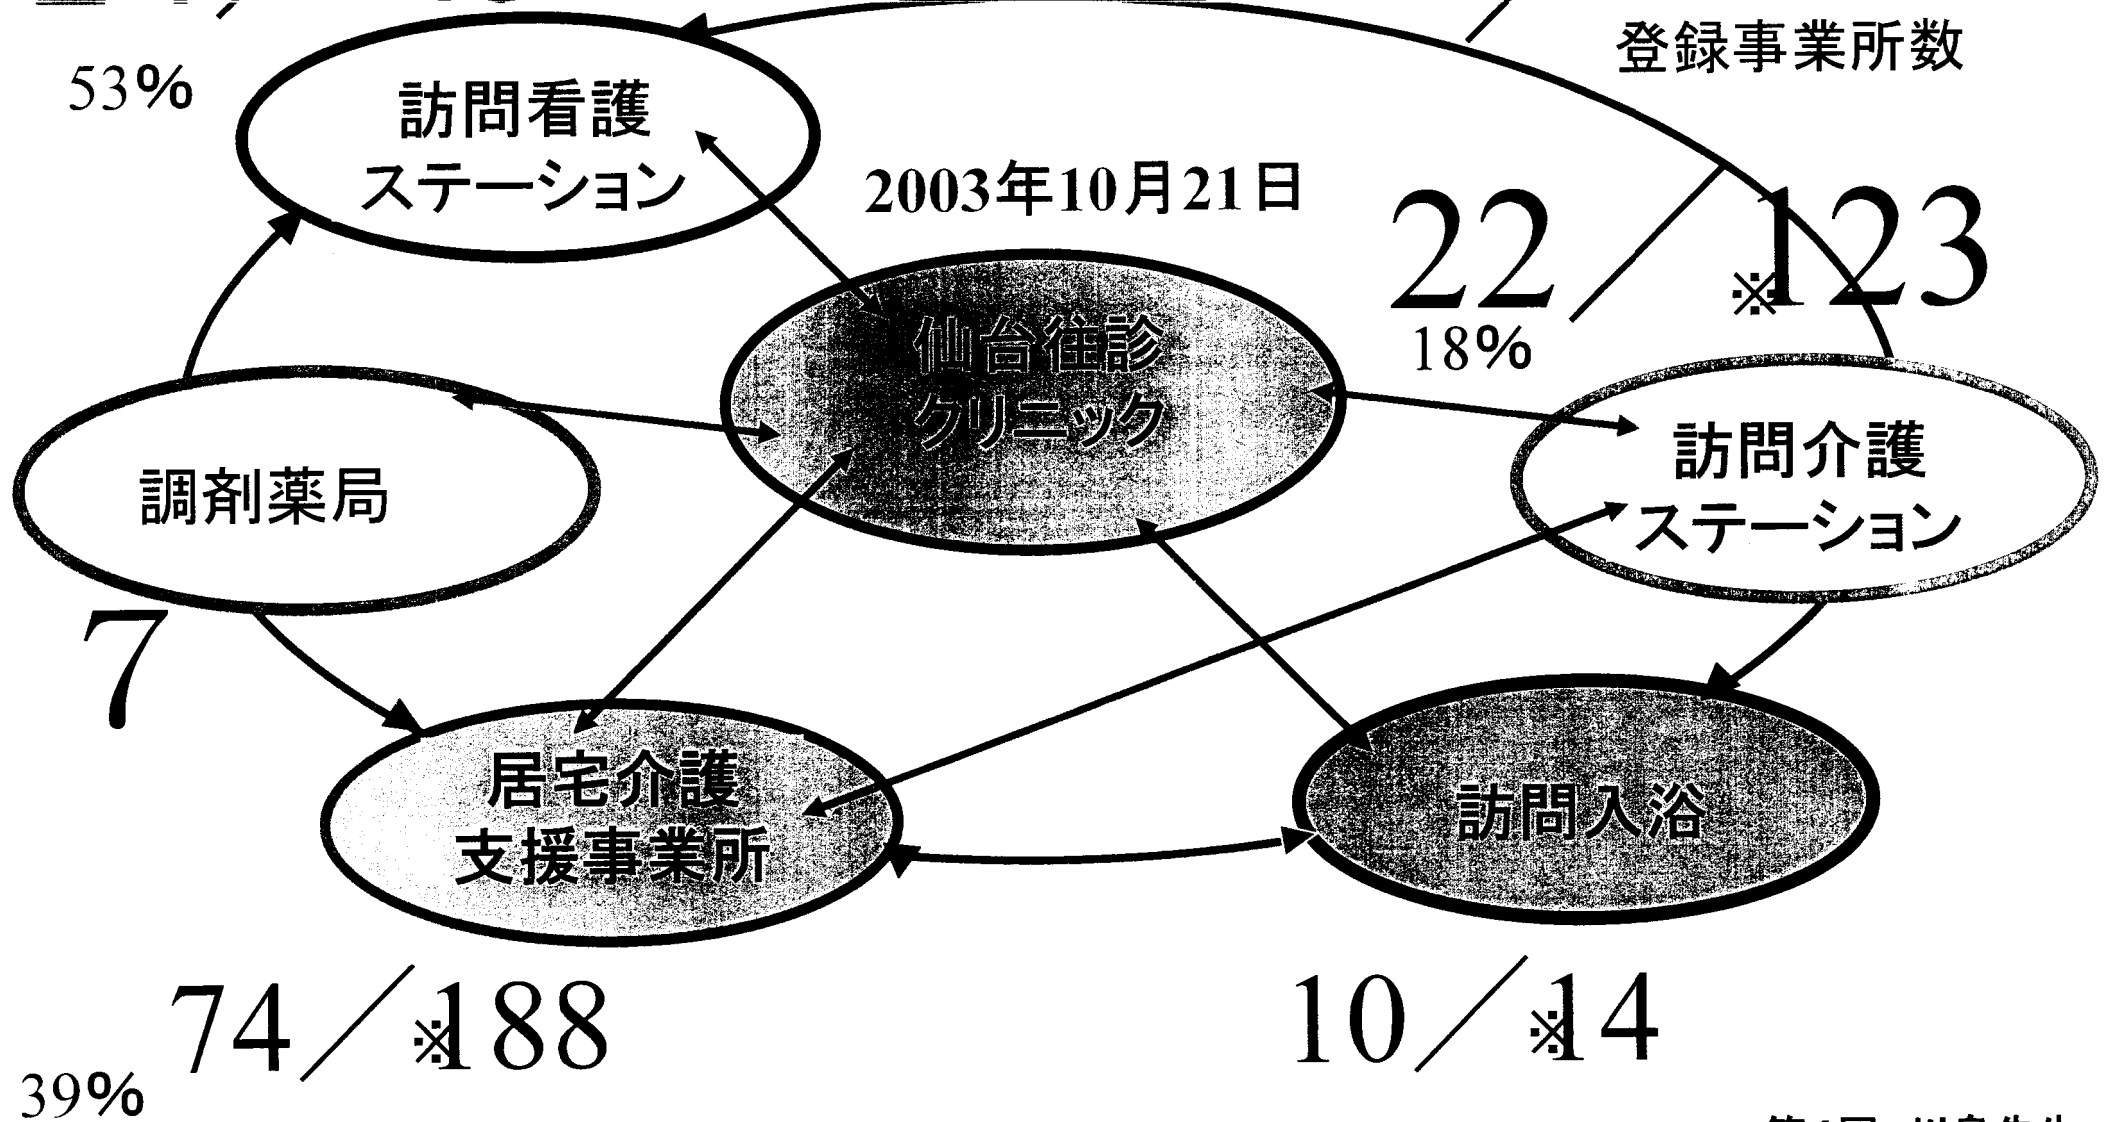 登録事業所数
53%
訪問看護
ステーション
2003年10月21日
22／※123
18%
仙台往診
クリニック
訪問介護
ステーション
調剤薬局
7
居宅介護
支援事業所
訪問入浴
74／※188
10／※14
39%